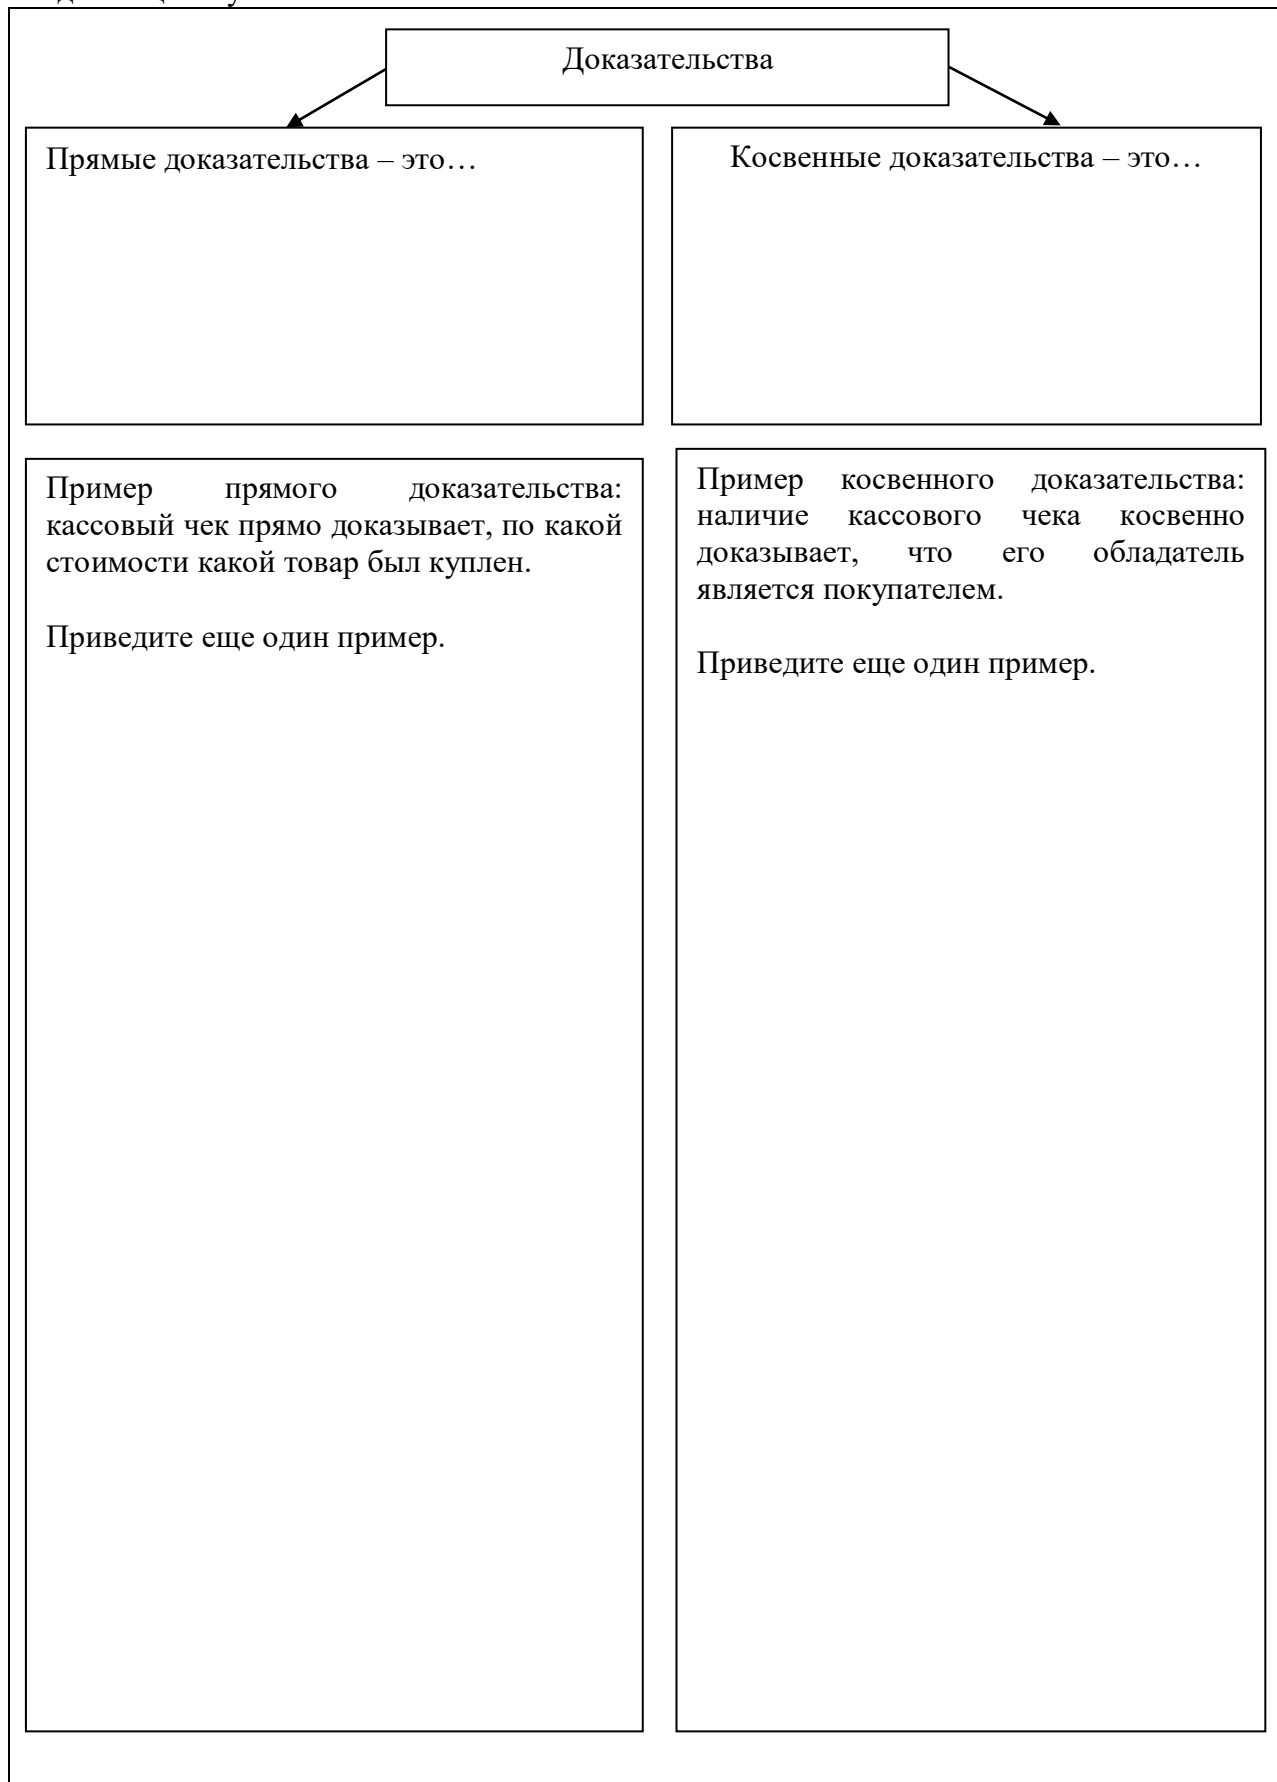 Доказательства
Прямые доказательства – это…
Косвенные доказательства – это…
Пример прямого доказательства:
кассовый чек прямо доказывает, по какой
стоимости какой товар был куплен.
Приведите еще один пример.
Пример косвенного доказательства:
наличие кассового чека косвенно
доказывает, что его обладатель
является покупателем.
Приведите еще один пример.